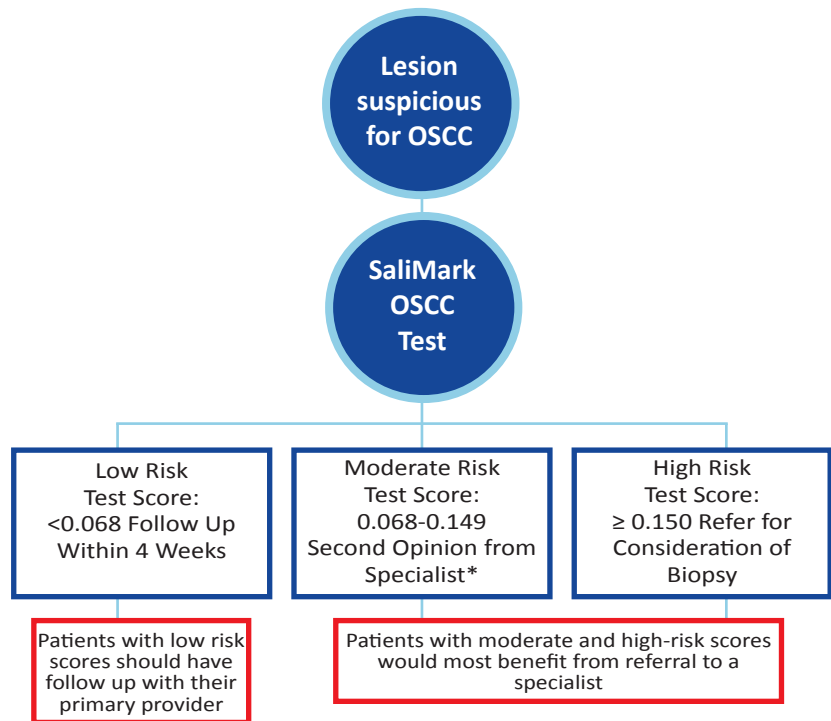 Lesion
suspicious
for OSCC
SaliMark
OSCC
Test
Low Risk
Test Score:
<0.068 Follow Up
Within 4 Weeks
Moderate Risk
Test Score:
0.068-0.149
Second Opinion from
Specialist*
High Risk
Test Score:
≥ 0.150 Refer for
Consideration of
Biopsy
Patients with low risk
scores should have
follow up with their
primary provider
Patients with moderate and high-risk scores
would most benefit from referral to a
specialist